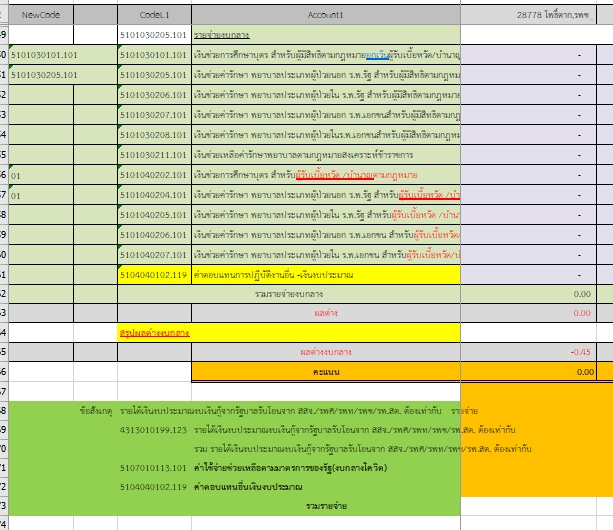 NewCode CodeL1 Account1 28778 โพธิ์ตาก,รพช.
49 5101030205.101 รายจ่ายงบกลาง
50 5101030101.101 5101030101.101 เงินช่วยการศึกษาบุตร สำหรับผู้มีสิทธิตามกฎหมายยกเว้นผู้รับเบี้ยหวัด/บำนาญ -
51 5101030205.101 5101030205.101 เงินช่วยค่ารักษา พยาบาลประเภทผู้ป่วยนอก ร.พ.รัฐ สำหรับผู้มีสิทธิตามกฎหม -
52 5101030206.101 เงินช่วยค่ารักษา พยาบาลประเภทผู้ป่วยใน ร.พ.รัฐ สำหรับผู้มีสิทธิตามกฎหมาย -
53 5101030207.101 เงินช่วยค่ารักษา พยาบาลประเภทผู้ป่วยนอก ร.พ.เอกชนสำหรับผู้มีสิทธิตามกฎ -
54 5101030208.101 เงินช่วยค่ารักษา พยาบาลประเภทผู้ป่วยในร.พ.เอกชนสำหรับผู้มีสิทธิตามกฎหม -
55 5101030211.101 เงินช่วยเหลือค่ารักษาพยาบาลตามกฎหมายสงเคราะห์ข้าราชการ -
56 01 5101040202.101 เงินช่วยการศึกษาบุตร สำหรับผู้รับเบี้ยหวัด /บำนาญตามกฎหมาย -
57 01 5101040204.101 เงินช่วยค่ารักษา พยาบาลประเภทผู้ป่วยนอก ร.พ.รัฐ สำหรับผู้รับเบี้ยหวัด /บำ -
58 5101040205.101 เงินช่วยค่ารักษา พยาบาลประเภทผู้ป่วยใน ร.พ.รัฐ สำหรับผู้รับเบี้ยหวัด /บำนา -
59 5101040206.101 เงินช่วยค่ารักษา พยาบาลประเภทผู้ป่วยนอก ร.พ.เอกชน สำหรับผู้รับเบี้ยหวัด/ -
60 5101040207.101 เงินช่วยค่ารักษา พยาบาลประเภทผู้ป่วยใน ร.พ.เอกชน สำหรับผู้รับเบี้ยหวัด/ -
61 5104040102.119 ค่าตอบแทนการปฏิบัติงานอื่น -เงินงบประมาณ -
62 รวมรายจ่ายงบกลาง 0.00
63 ผลต่าง 0.00
64 สรุปผลต่างงบกลาง
65 ผลต่างงบกลาง -0.45
66 คะแนน 0.00
67
68 ข้อสังเกตุ รายได้เงินงบประมาณงบเงินกู้จากรัฐบาลรับโอนจาก สสจ./รพศ/รพท/รพช/รพ.สต. ต้องเท่ากับ รายจ่าย
69 4313010199.123 รายได้เงินงบประมาณงบเงินกู้จากรัฐบาลรับโอนจาก สสจ./รพศ/รพท/รพช/รพ.สต. ต้องเท่ากับ
70 รวม รายได้เงินงบประมาณงบเงินกู้จากรัฐบาลรับโอนจาก สสจ./รพศ/รพท/รพช/รพ.สต. ต้องเท่ากับ
71 5107010113.101 ค่าใช้จ่ายช่วยเหลือตามมาตรการของรัฐ(งบกลางโควิด)
72 5104040102.119 ค่าตอบแทนอื่นเงินงบประมาณ
73 รวมรายจ่าย
74